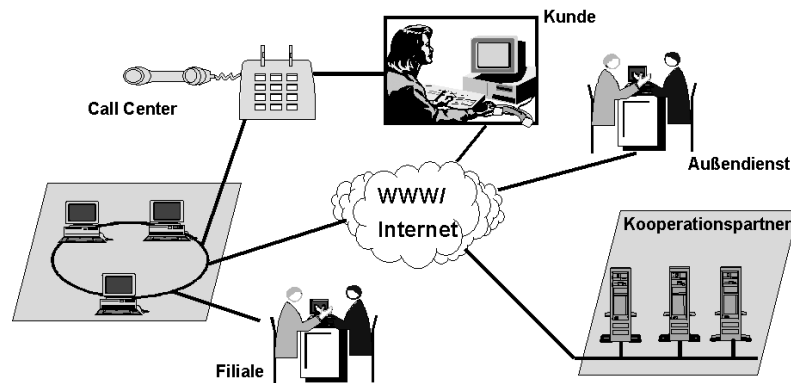 Kunde
Call Center
Außendienst
WWW/
Internet
Kooperationspartner
Filiale